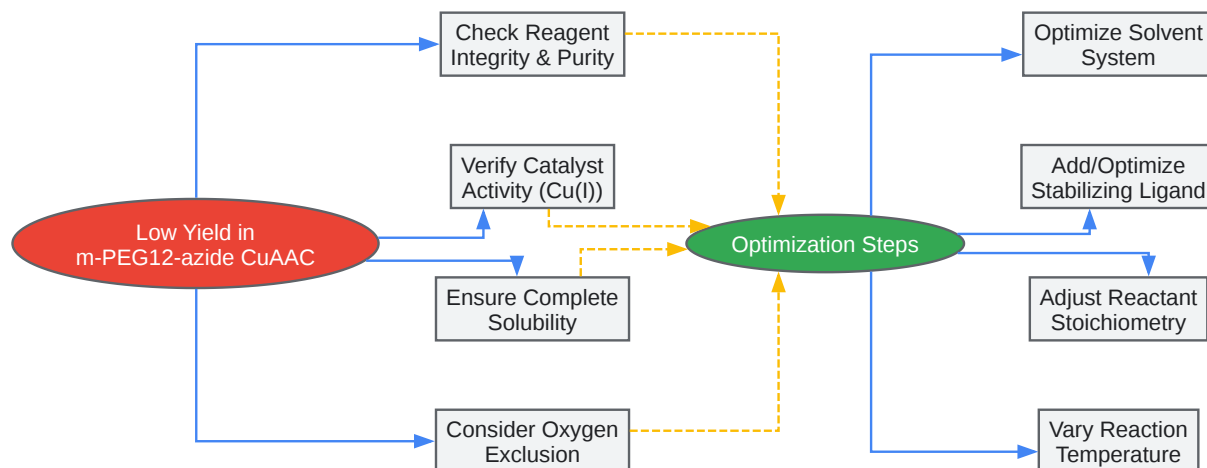 Check Reagent
Integrity & Purity
Optimize Solvent
System
Verify Catalyst
Activity (Cu(I))
Add/Optimize
Stabilizing Ligand
Low Yield in
m-PEG12-azide CuAAC
Optimization Steps
Ensure Complete
Solubility
Adjust Reactant
Stoichiometry
Consider Oxygen
Exclusion
Vary Reaction
Temperature